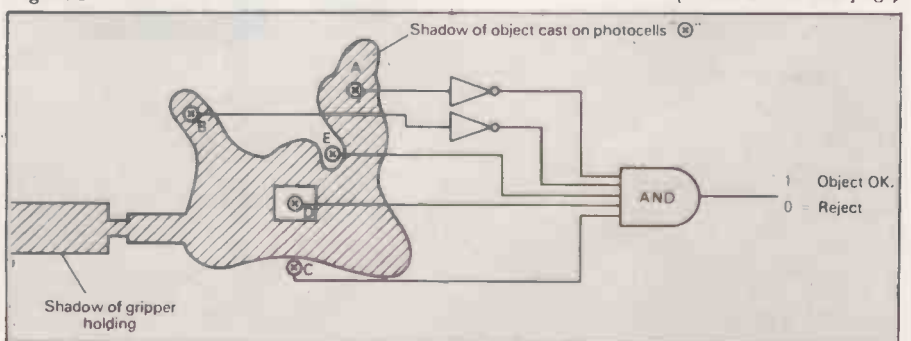 Shadow of object cast on photocells
A
B
E
D
C
AND
1 Object OK.
0 = Reject
Shadow of gripper
holding